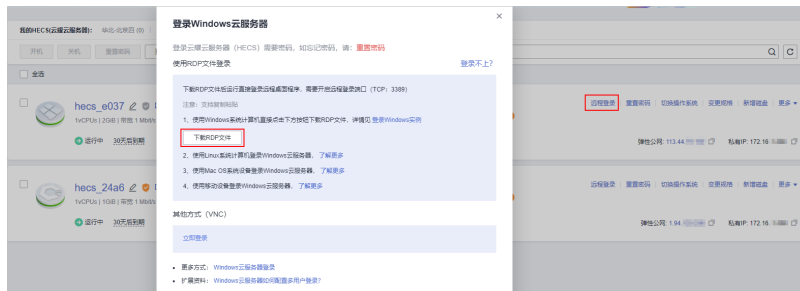 我的HECS(云耀云服务器): 华北-北京四 (0)
开机 关机 重置密码
全选
hecs_e037
1vCPUs | 2GiB | 带宽 1 Mbit/s
运行中 30天后到期
远程登录 重置密码 切换操作系统 变更规格 新增磁盘 更多
弹性公网: 113.44. 私有IP: 172.16.
hecs_24a6
1vCPUs | 1GiB | 带宽 1 Mbit/s
运行中 30天后到期
远程登录 重置密码 切换操作系统 变更规格 新增磁盘 更多
弹性公网: 1.94. 私有IP: 172.16.
登录Windows云服务器
登录云耀云服务器（HECS）需要密码，如忘记密码，请：重置密码
使用RDP文件登录 登录不上?
下载RDP文件后运行直接登录远程桌面程序，需要开启远程登录端口（TCP）3389）
注意：支持复制粘贴
1、使用Windows系统计算机直接点击下方按钮下载RDP文件、详情见 登录Windows实例
下载RDP文件
2、使用Linux系统计算机登录Windows云服务器，了解更多
3、使用Mac OS系统设备登录Windows云服务器，了解更多
4、使用移动设备登录Windows云服务器，了解更多
其他方式（VNC）
立即登录
更多方式: Windows云服务器登录
扩展资料: Windows云服务器如何配置多用户登录?